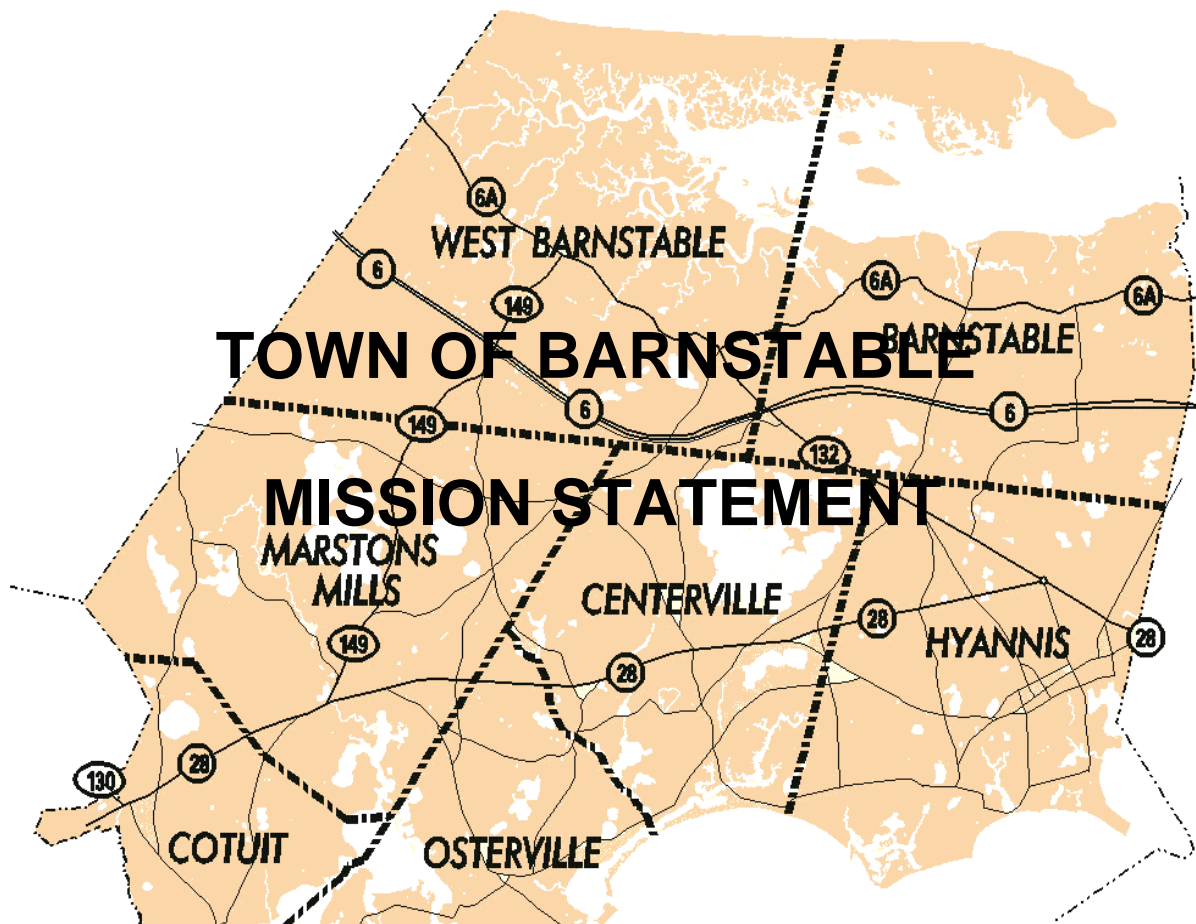 6A
WEST BARNSTABLE
6
6A
6A
149
BARNSTABLE
TOWN OF BARNSTABLE
6
6
149
132
MISSION STATEMENT
MARSTONS
MILLS
CENTERVILLE
28
HYANNIS
28
149
28
28
130
COTUIT
OSTERVILLE